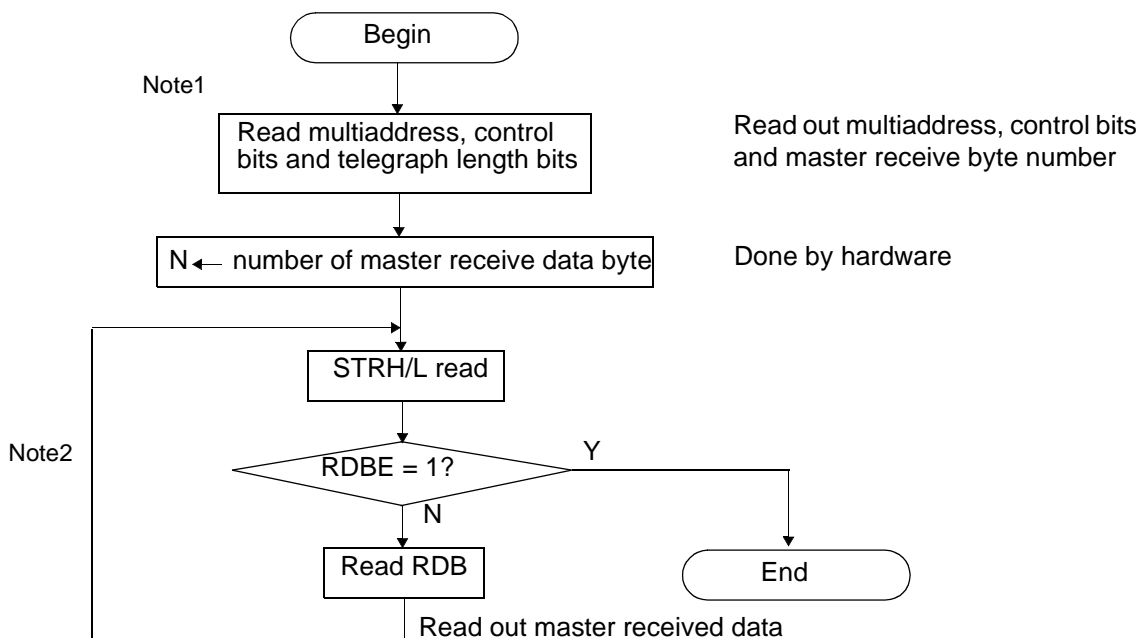 Begin
Note1
Read multiaddress, control
bits and telegraph length bits
Read out multiaddress, control bits
and master receive byte number
N ← number of master receive data byte
Done by hardware
STRH/L read
Note2
RDBE = 1?
Y
N
Read RDB
End
Read out master received data